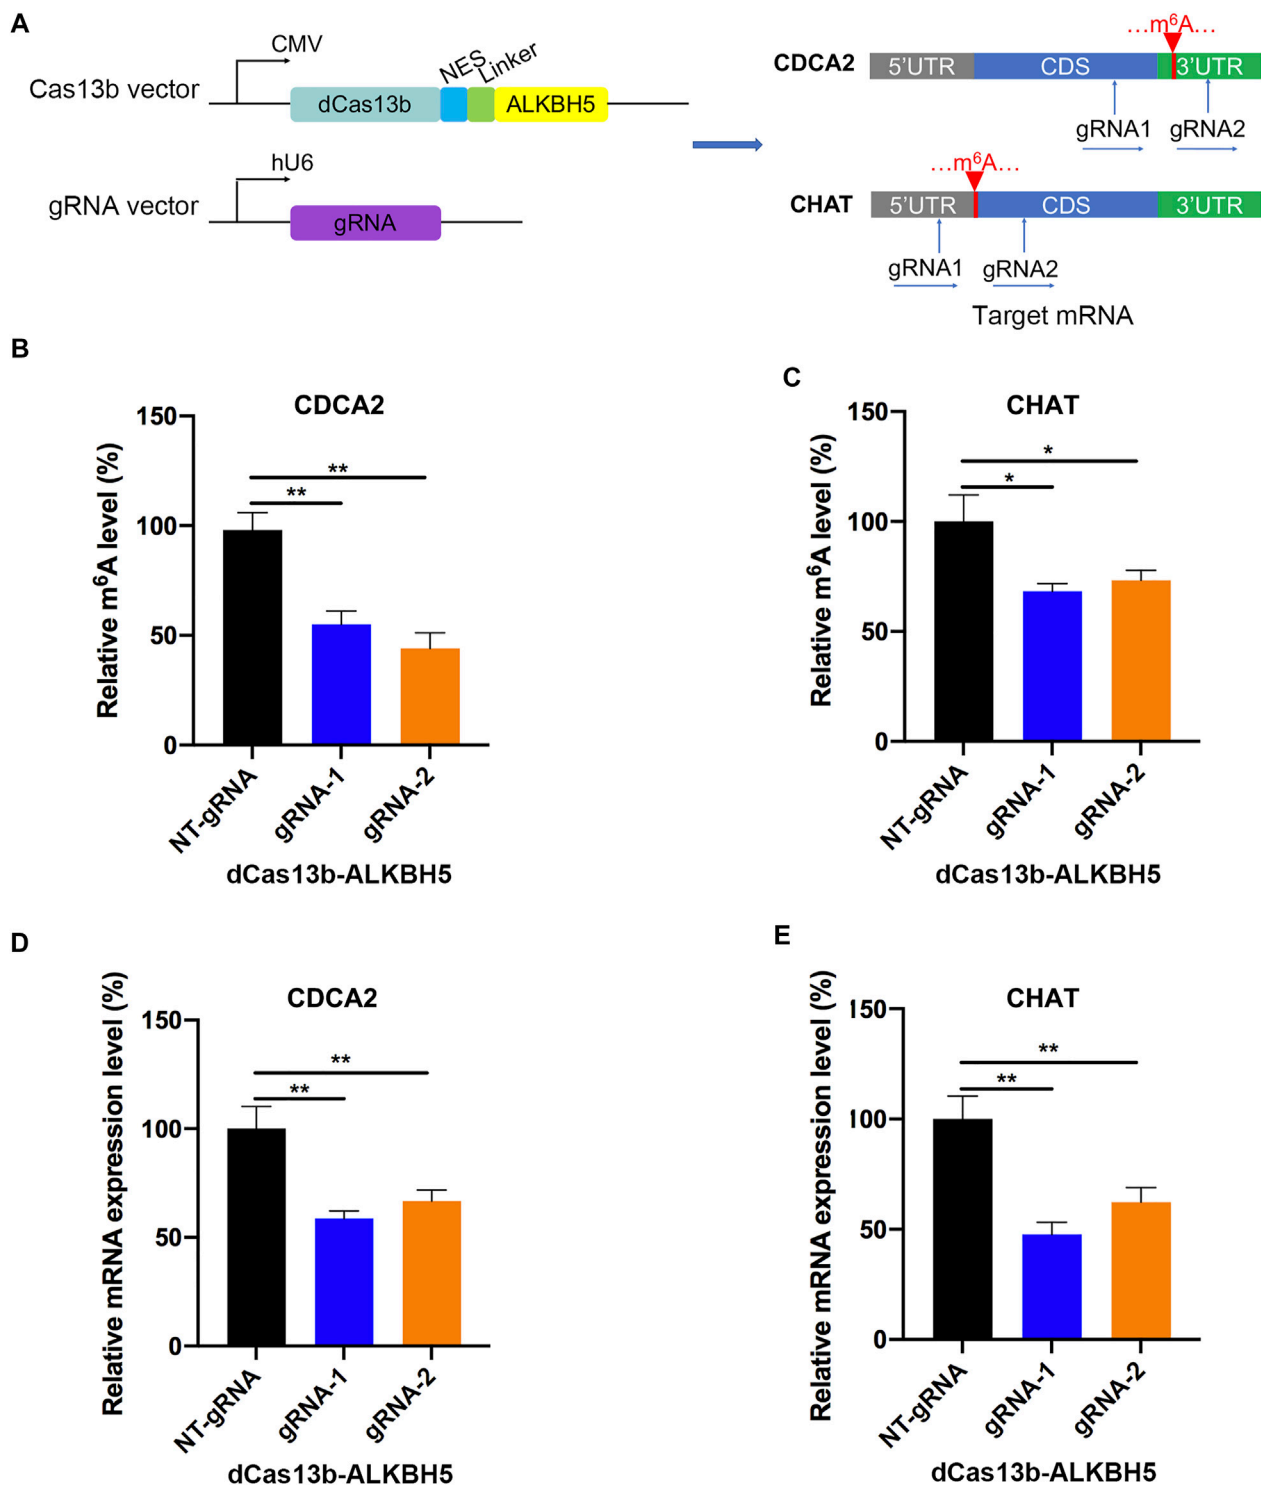 A
CMV
NES
Linker
Cas13b vector
dCas13b
ALKBH5
hU6
gRNA vector
gRNA
…m⁶A…
CDCA2
5’UTR
CDS
3’UTR
gRNA1
gRNA2
…m⁶A…
CHAT
5’UTR
CDS
3’UTR
gRNA1
gRNA2
Target mRNA
B
CDCA2
Relative m⁶A level (%)
150
100
50
0
**
**
NT-gRNA
gRNA-1
gRNA-2
dCas13b-ALKBH5
C
CHAT
Relative m⁶A level (%)
150
100
50
0
*
*
NT-gRNA
gRNA-1
gRNA-2
dCas13b-ALKBH5
D
CDCA2
Relative mRNA expression level (%)
150
100
50
0
**
**
NT-gRNA
gRNA-1
gRNA-2
dCas13b-ALKBH5
E
CHAT
Relative mRNA expression level (%)
150
100
50
0
**
**
NT-gRNA
gRNA-1
gRNA-2
dCas13b-ALKBH5